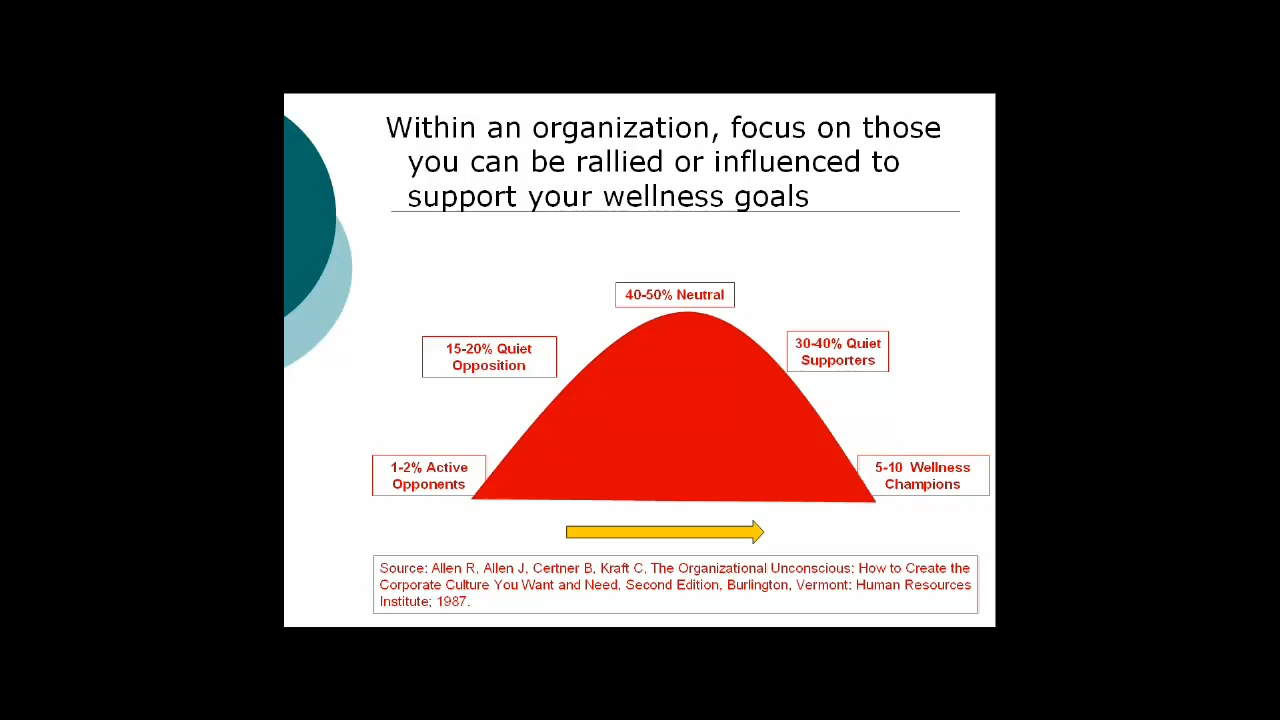 Within an organization, focus on those
you can be rallied or influenced to
support your wellness goals
40-50% Neutral
15-20% Quiet
Opposition
30-40% Quiet
Supporters
1-2% Active
Opponents
5-10 Wellness
Champions
Source: Allen R, Allen J, Certner B, Kraft C, The Organizational Unconscious: How to Create the
Corporate Culture You Want and Need, Second Edition, Burlington, Vermont: Human Resources
Institute; 1987.